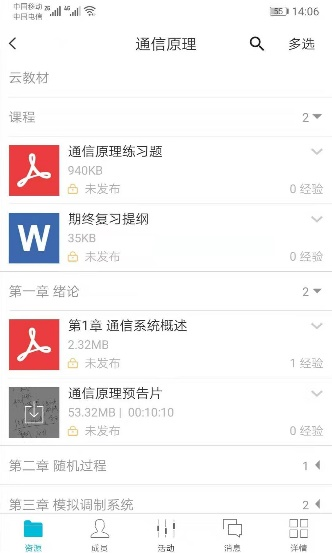 中国移动 2G 4G
中国电信
55 14:06
通信原理 多选
云教材
课程 2
通信原理练习题
940KB
未发布 0 经验
W
期终复习提纲
35KB
未发布 0 经验
第一章 绪论 2
第1章 通信系统概述
2.32MB
未发布 1 经验
通信原理预告片
53.32MB | 00:10:10
未发布 0 经验
第二章 随机过程 1
第三章 模拟调制系统 2
资源 成员 活动 消息 详情